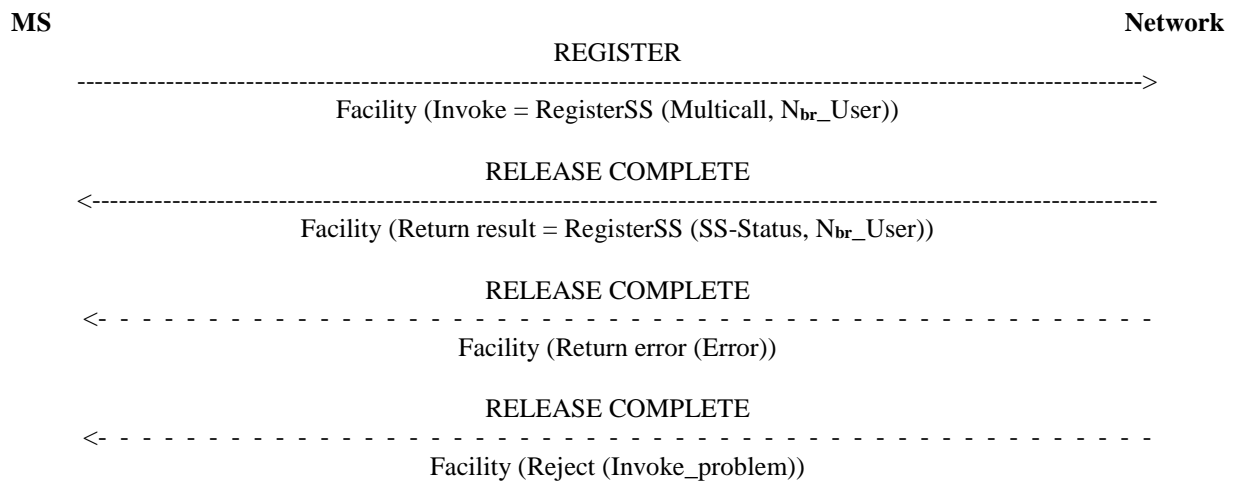 MS Network
REGISTER
Facility (Invoke = RegisterSS (Multicall, Nbr_User))
RELEASE COMPLETE
Facility (Return result = RegisterSS (SS-Status, Nbr_User))
RELEASE COMPLETE
Facility (Return error (Error))
RELEASE COMPLETE
Facility (Reject (Invoke_problem))